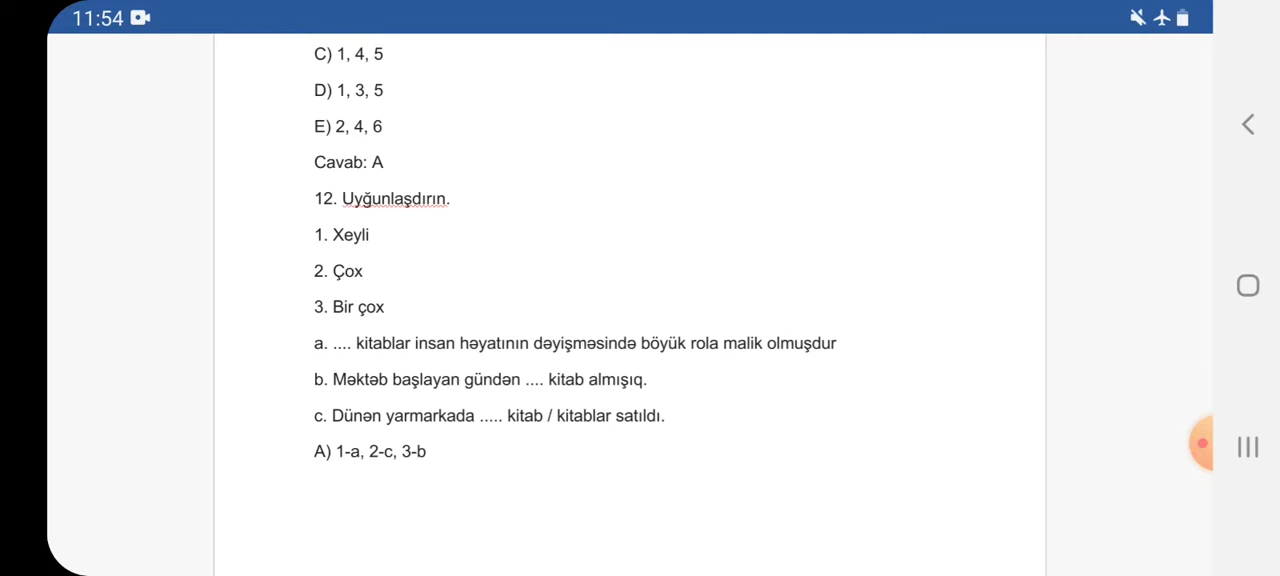 11:54
C) 1, 4, 5
D) 1, 3, 5
E) 2, 4, 6
Cavab: A
12. Uyğunlaşdırın.
1. Xeyli
2. Çox
3. Bir çox
a. .... kitablar insan həyatının dəyişməsində böyük rola malik olmuşdur
b. Məktəb başlayan gündən .... kitab almışıq.
c. Dünən yarmarkada ..... kitab / kitablar satıldı.
A) 1-a, 2-c, 3-b